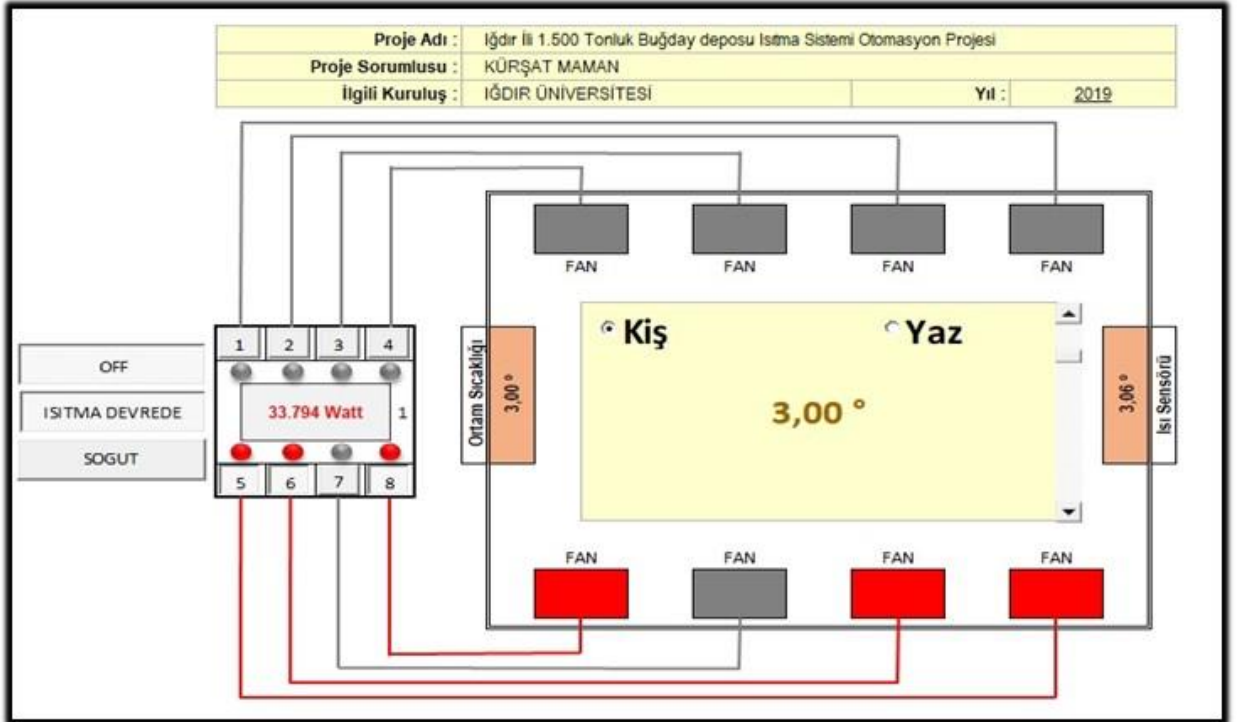 Proje Adı : Iğdır İli 1.500 Tonluk Buğday deposu Isıtma Sistemi Otomasyon Projesi
Proje Sorumlusu : KÜRŞAT MAMAN
İlgili Kuruluş : IĞDIR ÜNİVERSİTESİ Yıl : 2019
FAN FAN FAN FAN
1 2 3 4
OFF
ISITMA DEVREDE
SOGUT
33.794 Watt 1
5 6 7 8
Ortam Sıcaklığı
3,00 °
Kiş Yaz
3,00 °
3,06 °
Isı Sensörü
FAN FAN FAN FAN